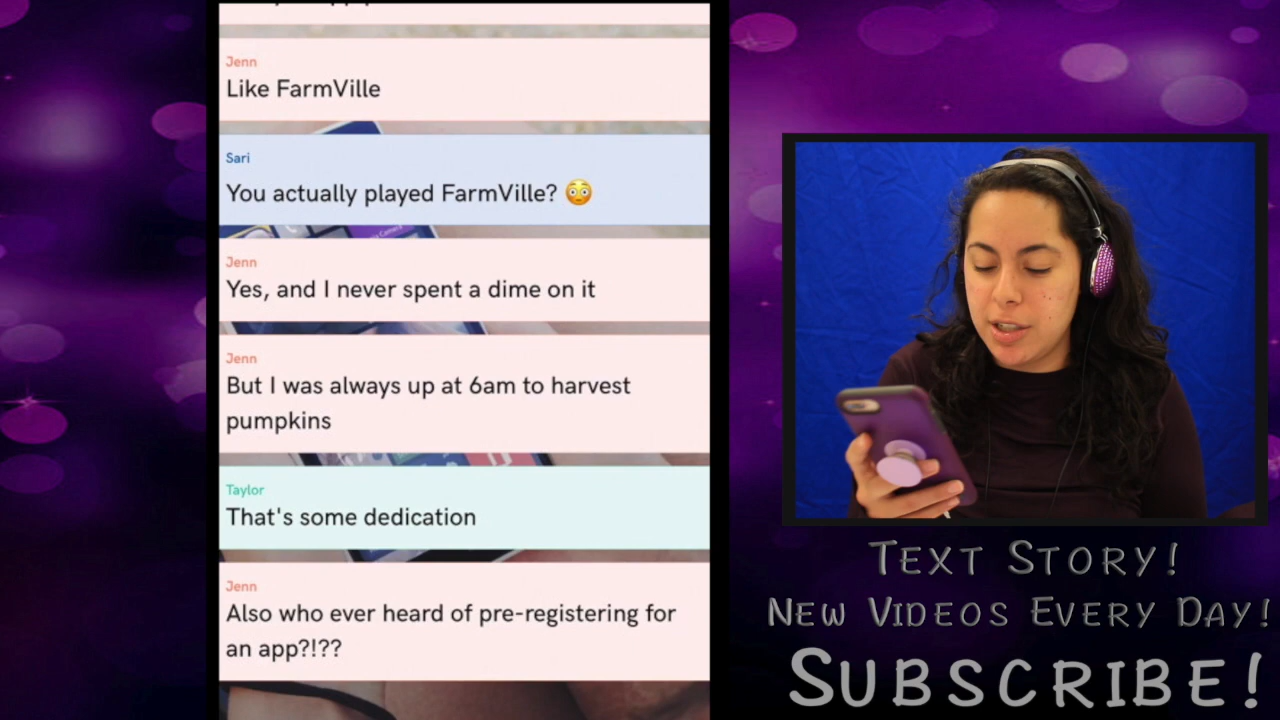 Jenn
Like FarmVille
Sari
You actually played FarmVille? 😳
Jenn
Yes, and I never spent a dime on it
Jenn
But I was always up at 6am to harvest
pumpkins
Taylor
That's some dedication
Jenn
Also who ever heard of pre-registering for
an app?!??
TEXT STORY!
NEW VIDEOS EVERY DAY!
SUBSCRIBE!